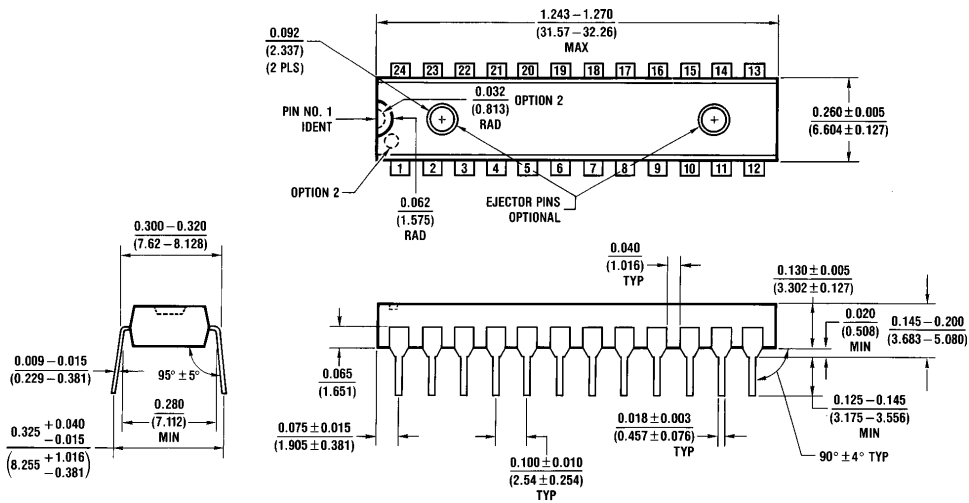 1.243 – 1.270
(31.57 – 32.26)
MAX
0.092
(2.337)
(2 PLS)
24 23 22 21 20 19 18 17 16 15 14 13
0.032
(0.813)
RAD
OPTION 2
PIN NO. 1
IDENT
0.260 ± 0.005
(6.604 ± 0.127)
1 2 3 4 5 6 7 8 9 10 11 12
OPTION 2
0.062
(1.575)
RAD
EJECTOR PINS
OPTIONAL
0.300 – 0.320
(7.62 – 8.128)
0.040
(1.016)
TYP
0.130 ± 0.005
(3.302 ± 0.127)
0.020
(0.508)
MIN
0.145 – 0.200
(3.683 – 5.080)
0.009 – 0.015
(0.229 – 0.381)
95° ± 5°
0.065
(1.651)
0.280
(7.112)
MIN
0.125 – 0.145
(3.175 – 3.556)
MIN
0.325 + 0.040 – 0.015
(8.255 + 1.016 – 0.381)
0.075 ± 0.015
(1.905 ± 0.381)
0.018 ± 0.003
(0.457 ± 0.076)
TYP
90° ± 4° TYP
0.100 ± 0.010
(2.54 ± 0.254)
TYP